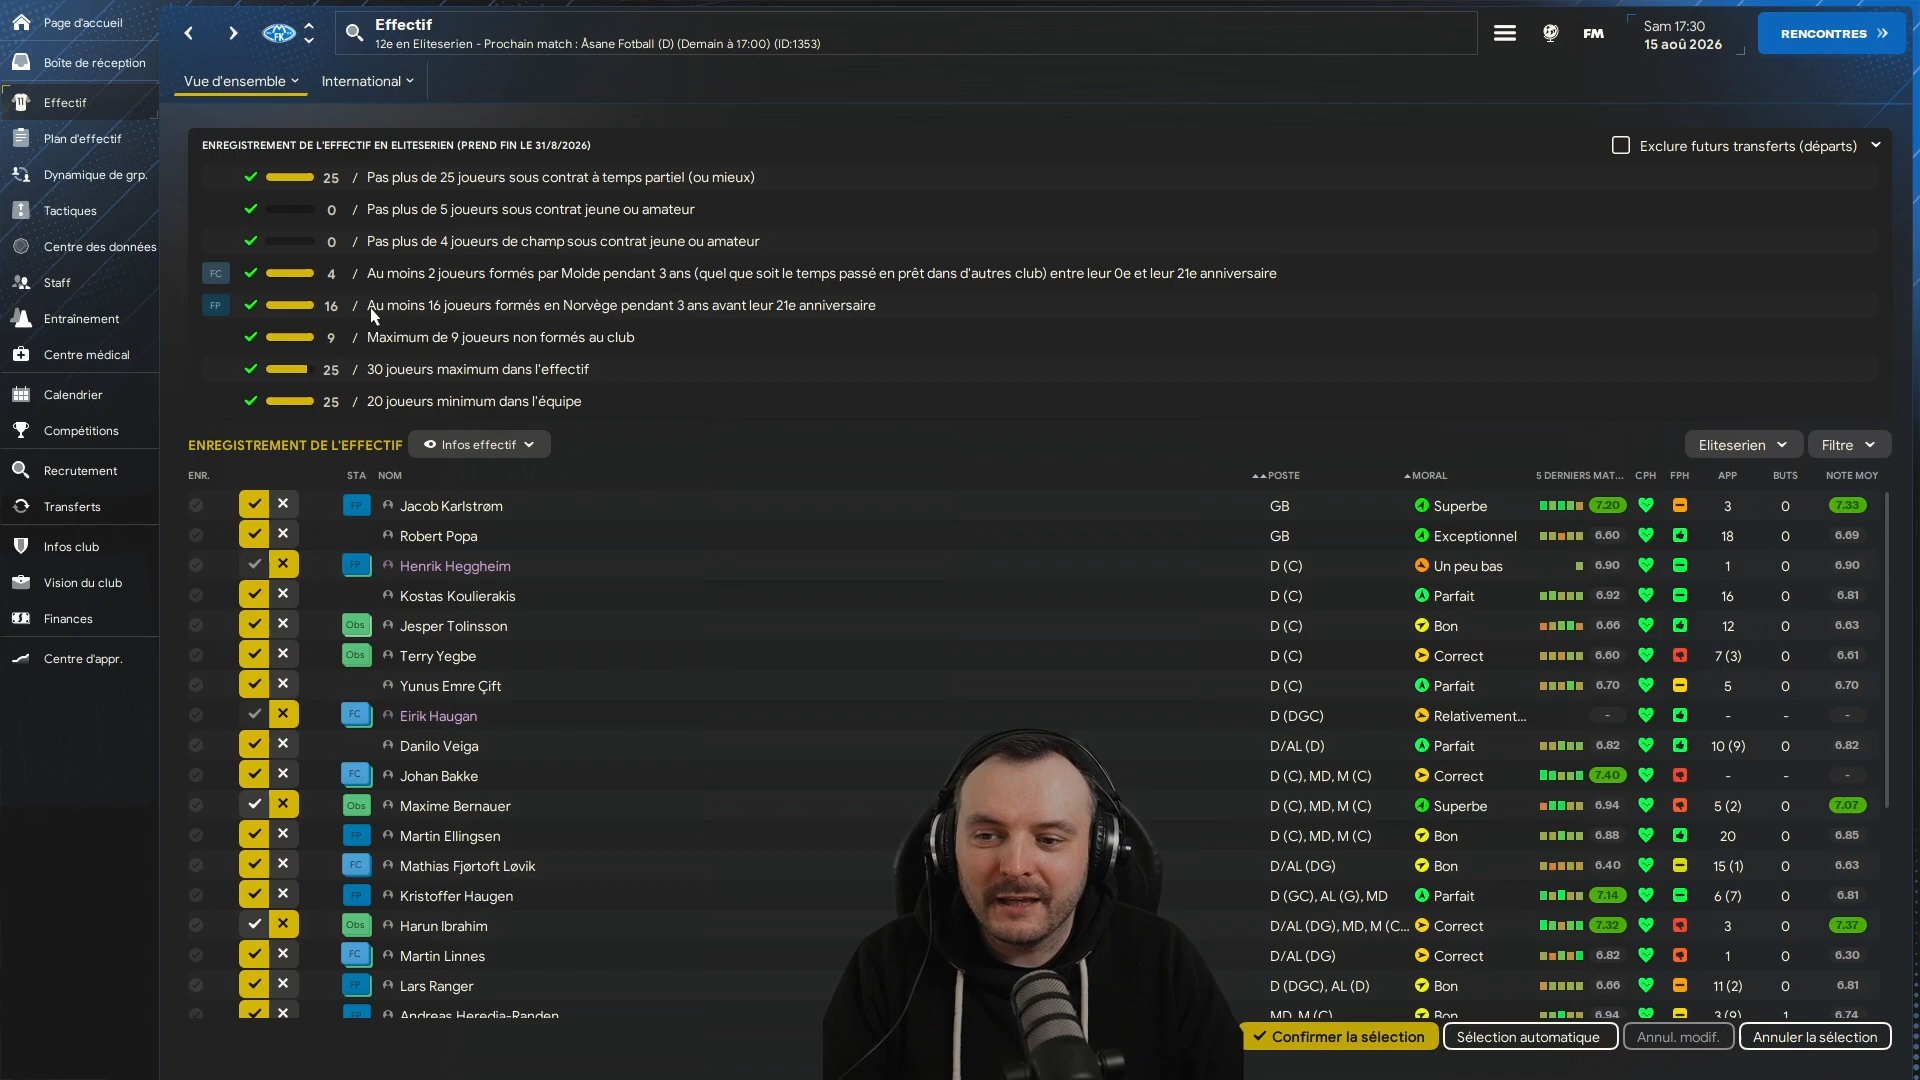 Page d'accueil
Boîte de réception
Effectif
Plan d'effectif
Dynamique de grp.
Tactiques
Centre des données
Staff
Entraînement
Centre médical
Calendrier
Compétitions
Recrutement
Transferts
Infos club
Vision du club
Finances
Centre d'appr.
Effectif
12e en Eliteserien - Prochain match : Åsane Fotball (D) (Demain à 17:00) (ID:1353)
FM
Sam 17:30
15 aoû 2026
RENCONTRES
Vue d'ensemble
International
ENREGISTREMENT DE L'EFFECTIF EN ELITESERIEN (PREND FIN LE 31/8/2026)
Exclure futurs transferts (départs)
25 / Pas plus de 25 joueurs sous contrat à temps partiel (ou mieux)
0 / Pas plus de 5 joueurs sous contrat jeune ou amateur
0 / Pas plus de 4 joueurs de champ sous contrat jeune ou amateur
FC 4 / Au moins 2 joueurs formés par Molde pendant 3 ans (quel que soit le temps passé en prêt dans d'autres club) entre leur 0e et leur 21e anniversaire
FP 16 / Au moins 16 joueurs formés en Norvège pendant 3 ans avant leur 21e anniversaire
9 / Maximum de 9 joueurs non formés au club
25 / 30 joueurs maximum dans l'effectif
25 / 20 joueurs minimum dans l'équipe
ENREGISTREMENT DE L'EFFECTIF Infos effectif Eliteserien Filtre
ENR. STA NOM POSTE MORAL 5 DERNIERS MAT... CPH FPH APP BUTS NOTE MOY
FP Jacob Karlstrøm GB Superbe 7.20 3 0 7.33
Robert Popa GB Exceptionnel 6.60 18 0 6.69
FP Henrik Heggheim D (C) Un peu bas 6.90 1 0 6.90
Kostas Koulierakis D (C) Parfait 6.92 16 0 6.81
Obs Jesper Tolinsson D (C) Bon 6.66 12 0 6.63
Obs Terry Yegbe D (C) Correct 6.60 7 (3) 0 6.61
Yunus Emre Çift D (C) Parfait 6.70 5 0 6.70
FC Eirik Haugan D (DGC) Relativement... - - - -
Danilo Veiga D/AL (D) Parfait 6.82 10 (9) 0 6.82
FC Johan Bakke D (C), MD, M (C) Correct 7.40 - - -
Obs Maxime Bernauer D (C), MD, M (C) Superbe 6.94 5 (2) 0 7.07
FP Martin Ellingsen D (C), MD, M (C) Bon 6.88 20 0 6.85
FC Mathias Fjørtoft Løvik D/AL (DG) Bon 6.40 15 (1) 0 6.63
FP Kristoffer Haugen D (GC), AL (G), MD Parfait 7.14 6 (7) 0 6.81
Obs Harun Ibrahim D/AL (DG), MD, M (C... Correct 7.32 3 0 7.37
FC Martin Linnes D/AL (DG) Correct 6.82 1 0 6.30
FP Lars Ranger D (DGC), AL (D) Bon 6.66 11 (2) 0 6.81
FP Andreas Heredia-Randen MD, M (C) Bon 6.94 3 (9) 1 6.74
Confirmer la sélection Sélection automatique Annul. modif. Annuler la sélection